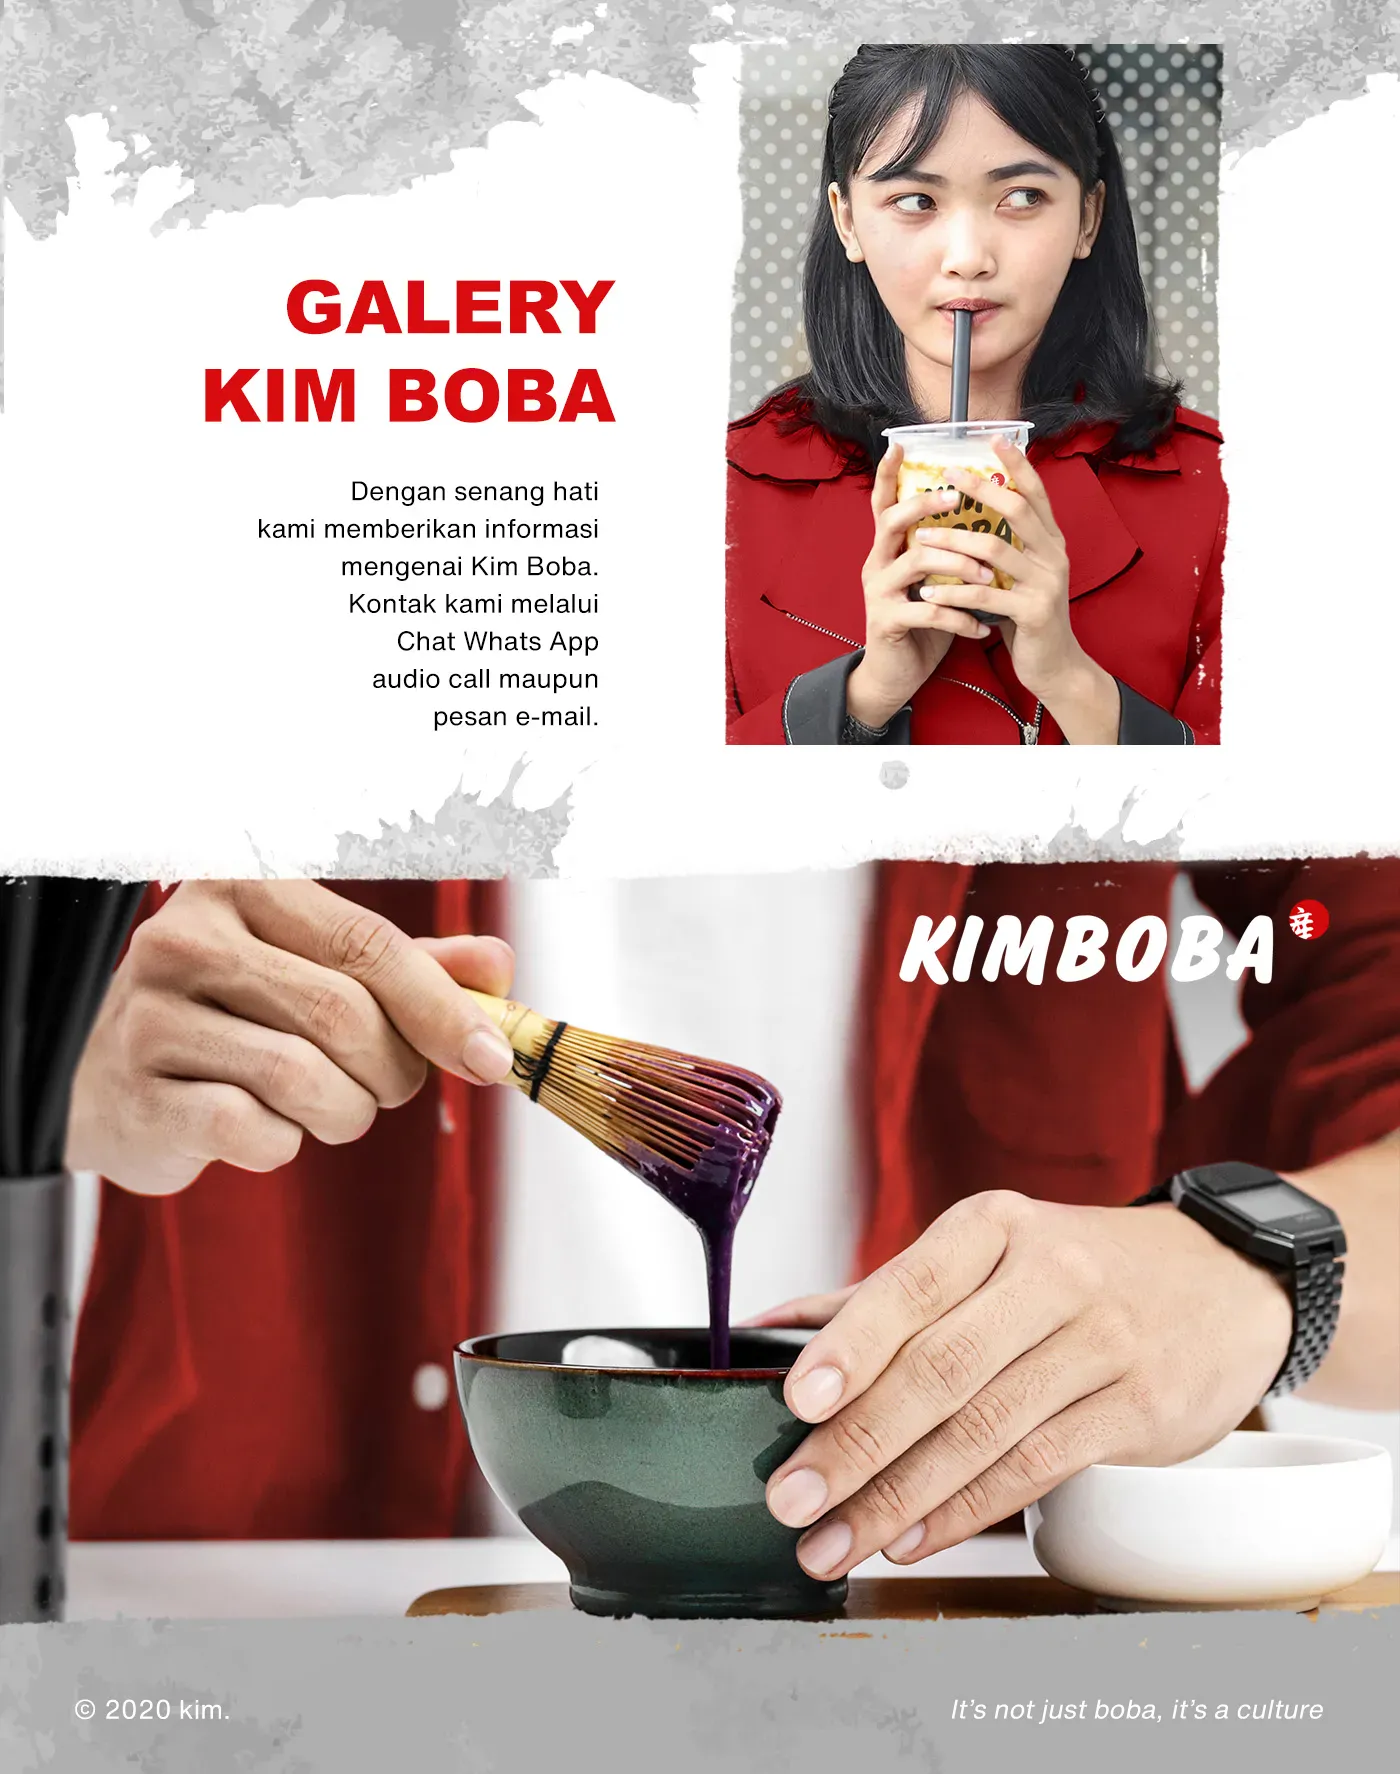 GALERY
KIM BOBA
Dengan senang hati
kami memberikan informasi
mengenai Kim Boba.
Kontak kami melalui
Chat Whats App
audio call maupun
pesan e-mail.
KIMBOBA
© 2020 kim.
It’s not just boba, it’s a culture